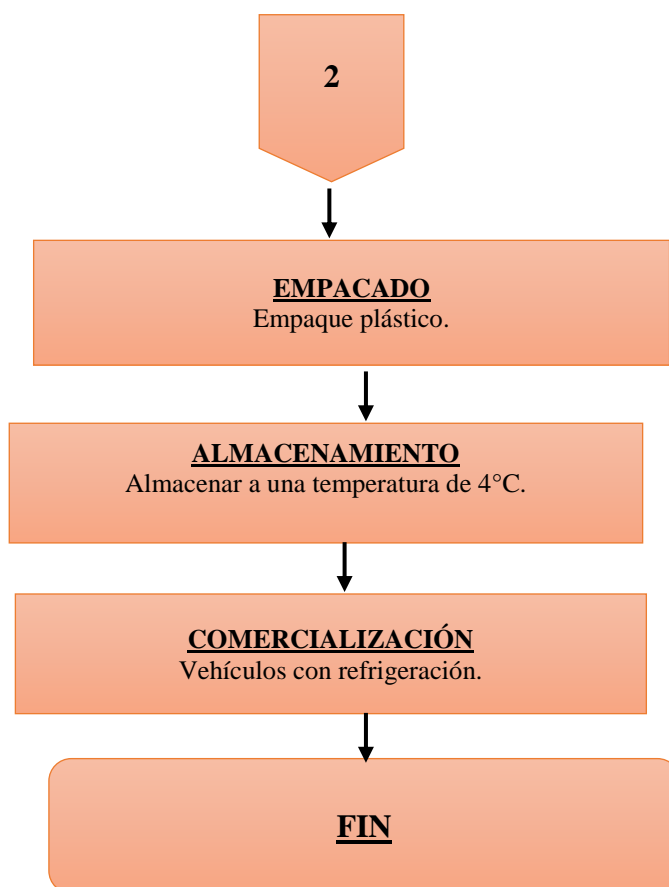 2
EMPACADO
Empaque plástico.
ALMACENAMIENTO
Almacenar a una temperatura de 4°C.
COMERCIALIZACIÓN
Vehículos con refrigeración.
FIN